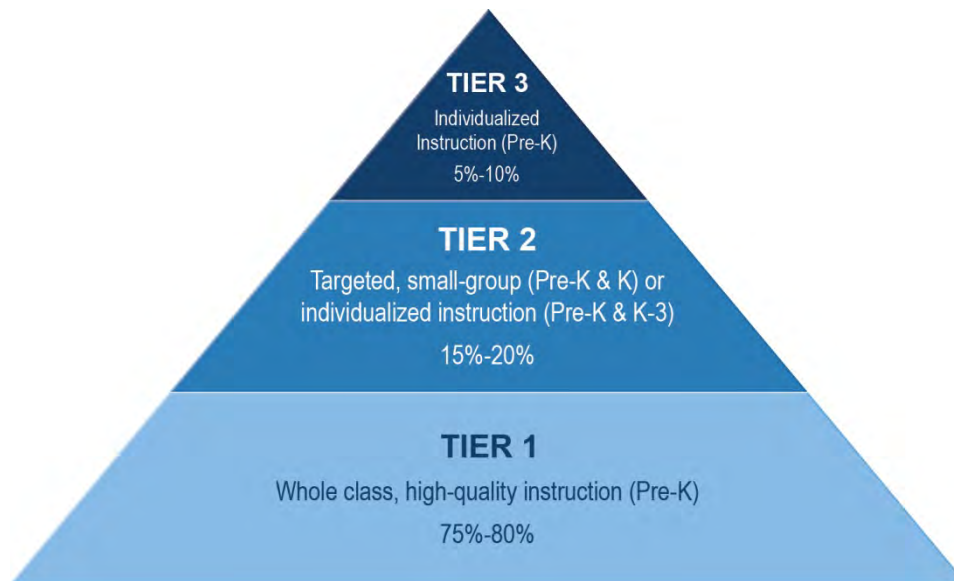 TIER 3
Individualized
Instruction (Pre-K)
5%-10%
TIER 2
Targeted, small-group (Pre-K & K) or
individualized instruction (Pre-K & K-3)
15%-20%
TIER 1
Whole class, high-quality instruction (Pre-K)
75%-80%